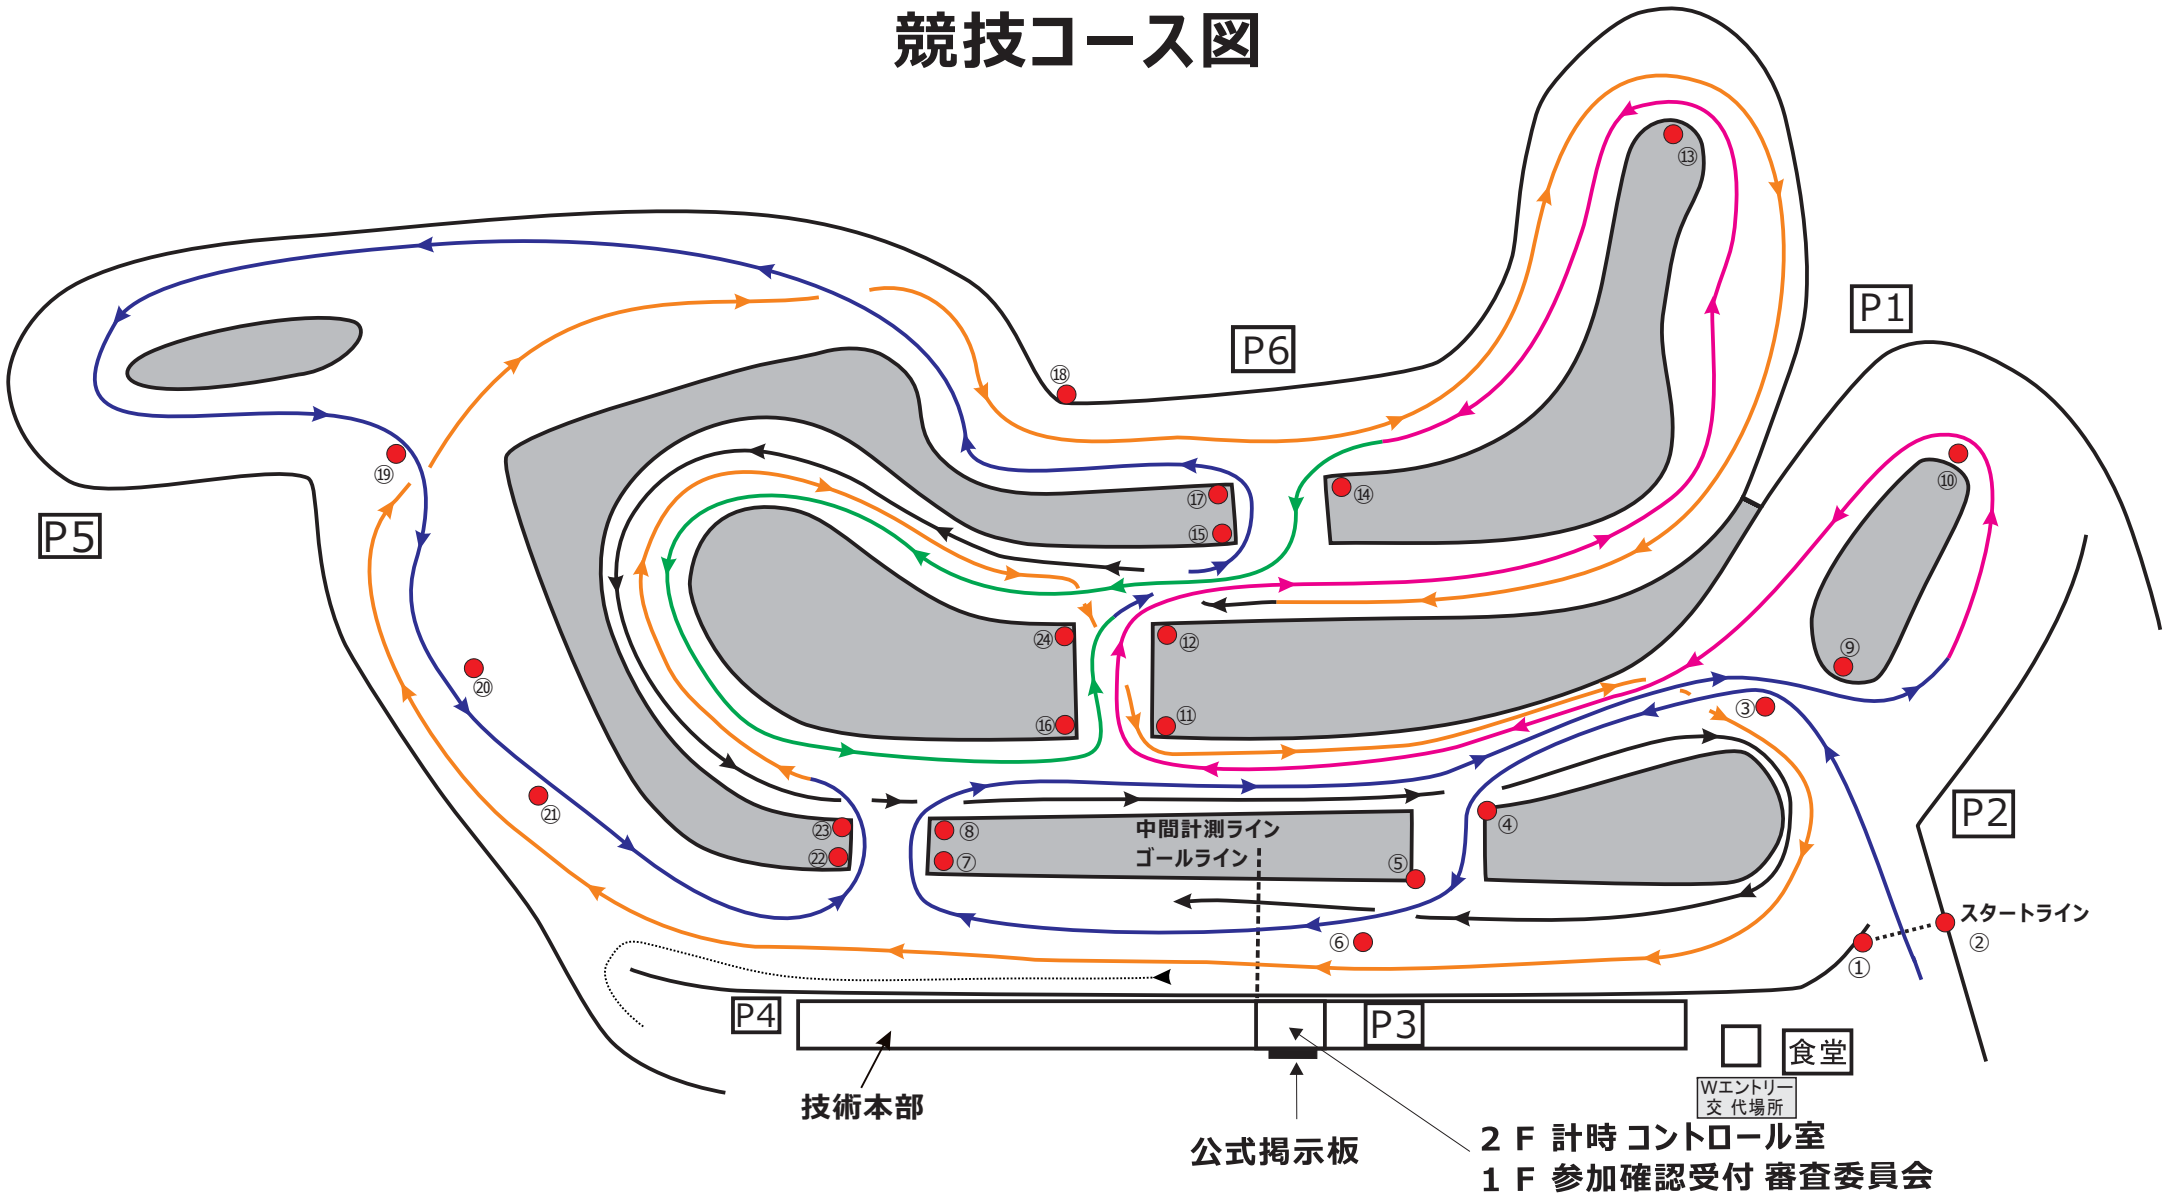 競技コース図
⑬
P1
P6
⑱
⑲
⑩
⑰
⑭
⑮
P5
㉔
⑫
⑨
⑳
⑯
⑪
③
㉑
P2
㉓
⑧
中間計測ライン
④
㉒
⑦
ゴールライン
⑤
スタートライン
⑥
②
①
P4
P3
食堂
Wエントリー
交 代場所
技術本部
公式掲示板
2 F 計時 コントロール室
1 F 参加確認受付 審査委員会